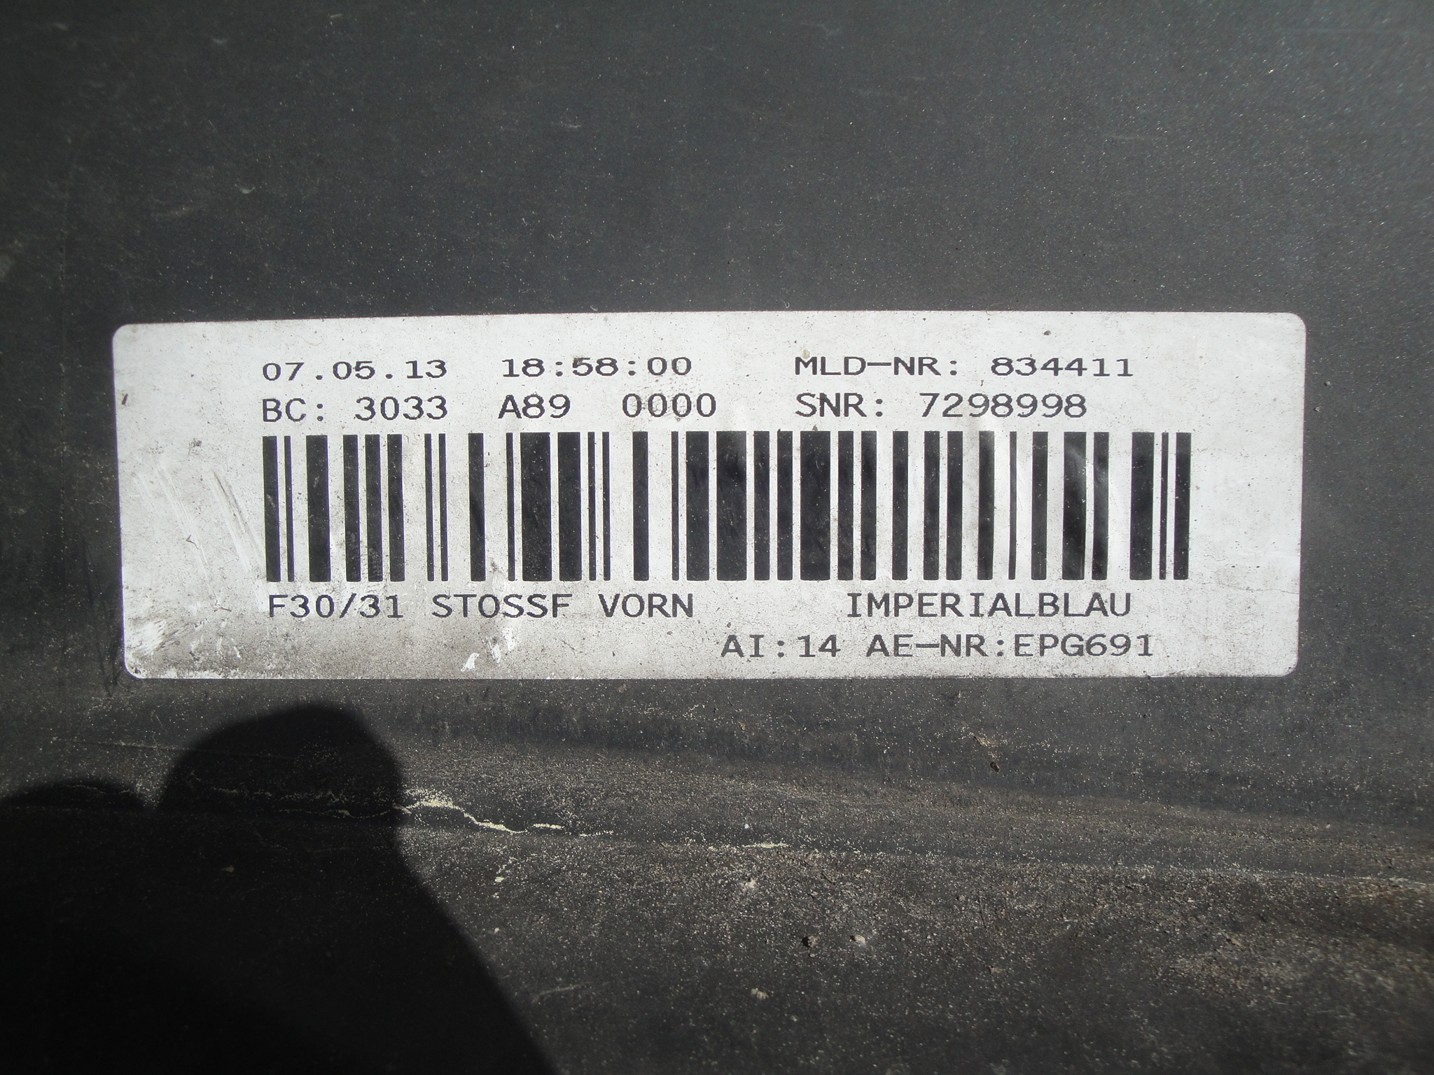 07.05.13 18:58:00 MLD-NR: 834411
BC: 3033 A89 0000 SNR: 7298998
F30/31 STOSSF VORN IMPERIALBLAU
AI:14 AE-NR:EPG691